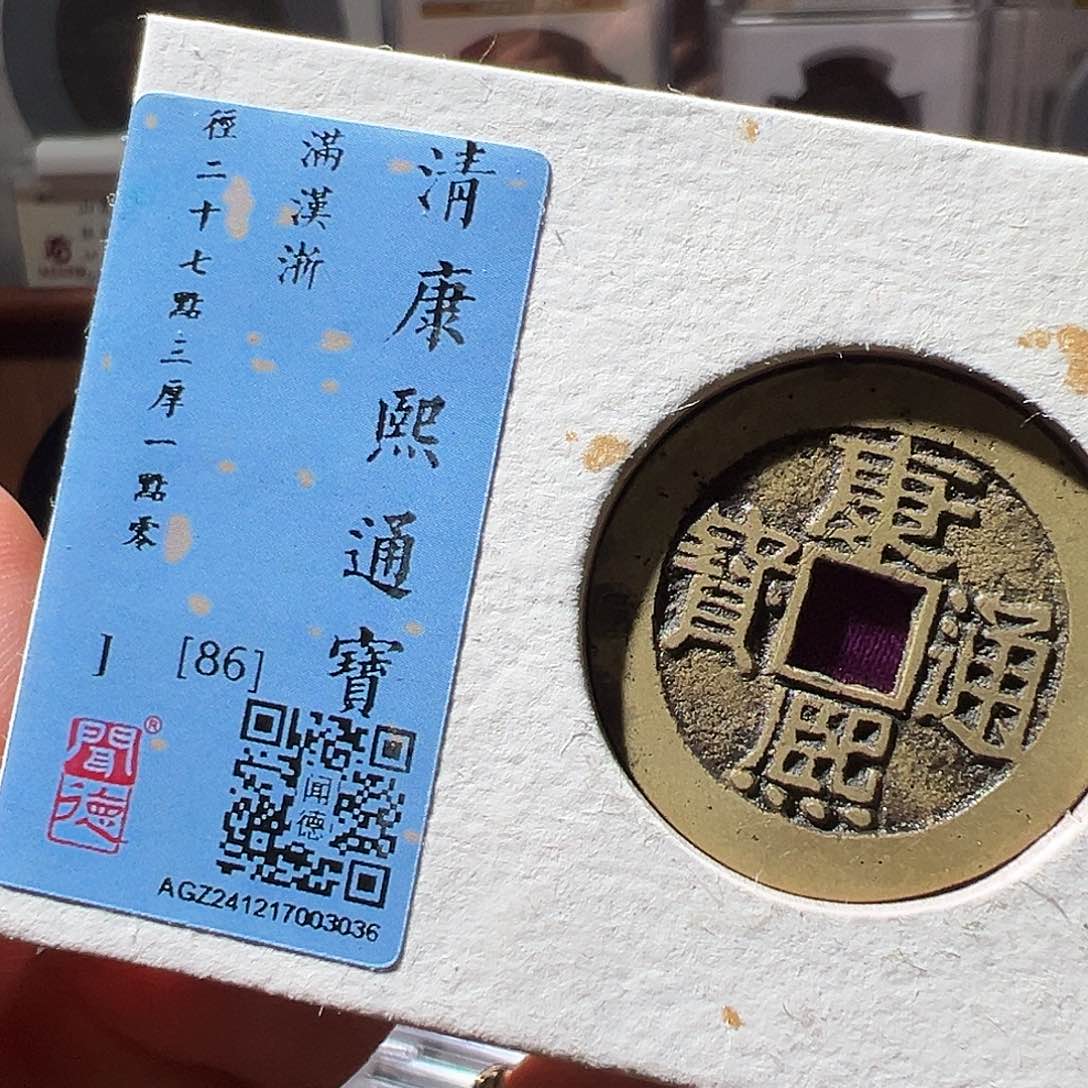 清康熙通寶
滿漢浙
徑二十七點三厚一點零
] [86]
聞德®
闻德
AGZ241217003036
康熙通寶